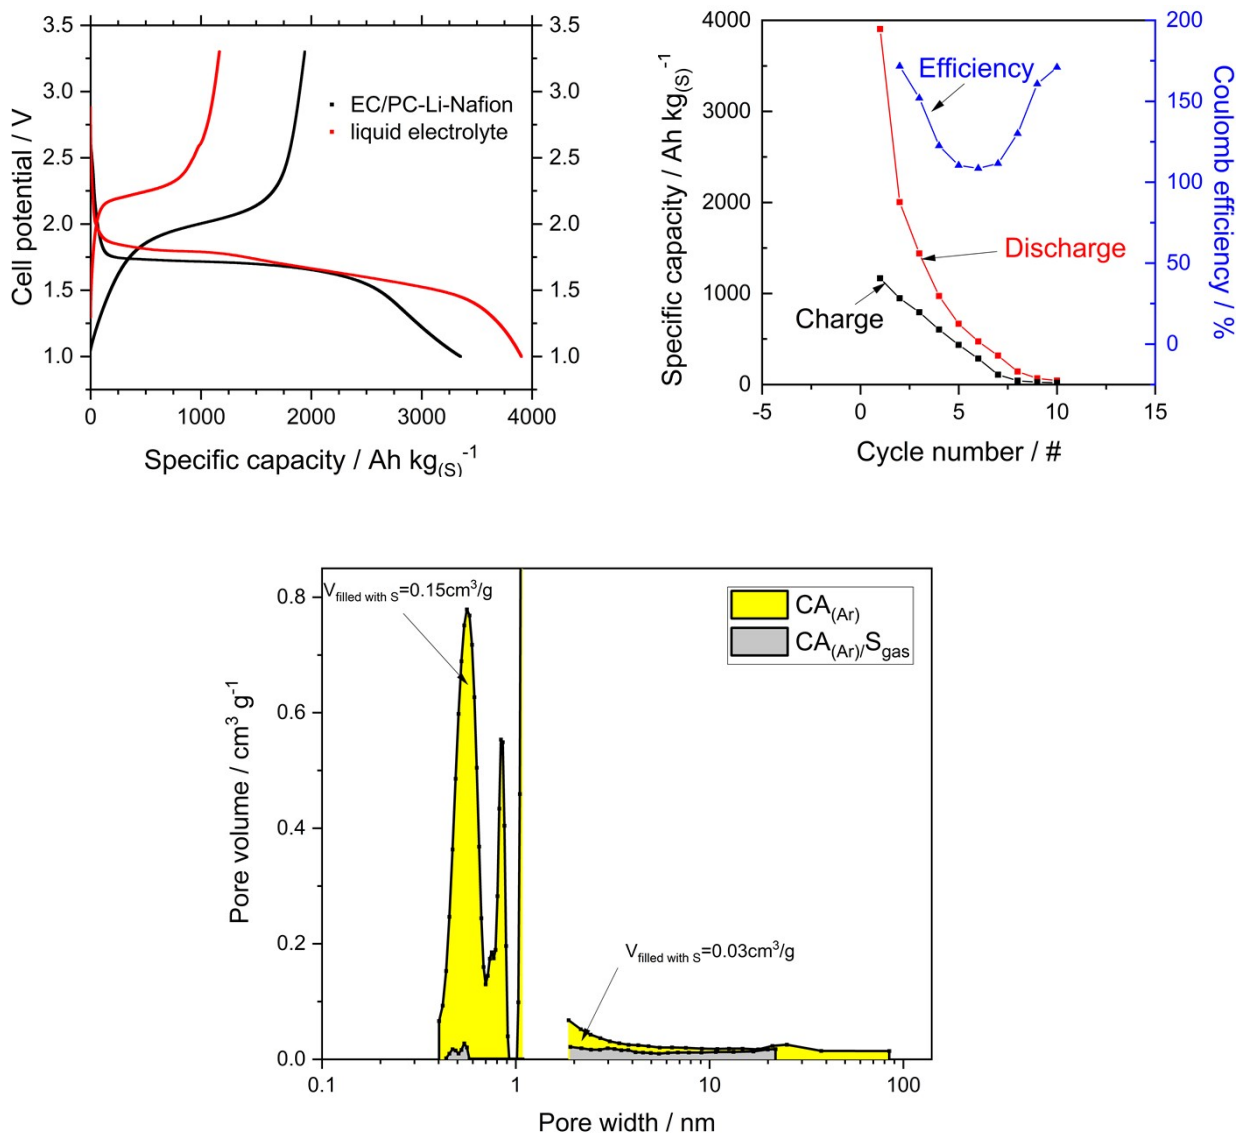 3.5
3.0
2.5
2.0
1.5
1.0
3.5
3.0
2.5
2.0
1.5
1.0
Cell potential / V
EC/PC-Li-Nafion
liquid electrolyte
0
1000
2000
3000
4000
Specific capacity / Ah kg(S)-1
4000
3000
2000
1000
0
Specific capacity / Ah kg(S)-1
Efficiency
Discharge
Charge
200
150
100
50
0
Coulomb efficiency / %
-5
0
5
10
15
Cycle number / #
0.8
0.6
0.4
0.2
0.0
Pore volume / cm3 g-1
Vfilled with S=0.15cm3/g
CA(Ar)
CA(Ar)/Sgas
Vfilled with S=0.03cm3/g
0.1
1
10
100
Pore width / nm